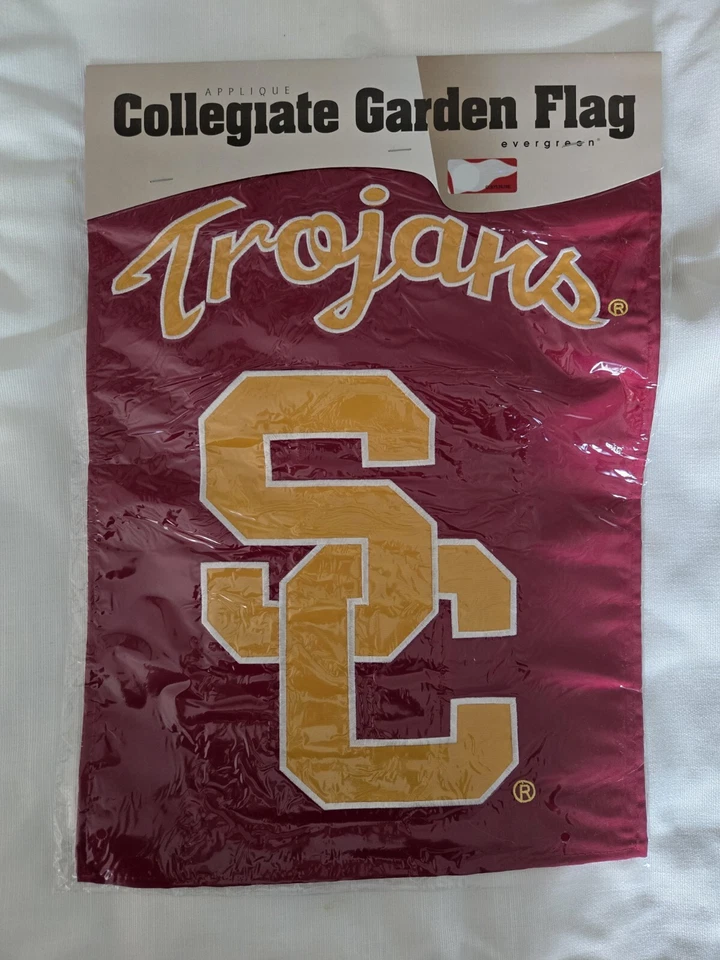 APPLIQUE
Collegiate Garden Flag
evergreen®
Trojans®
SC®